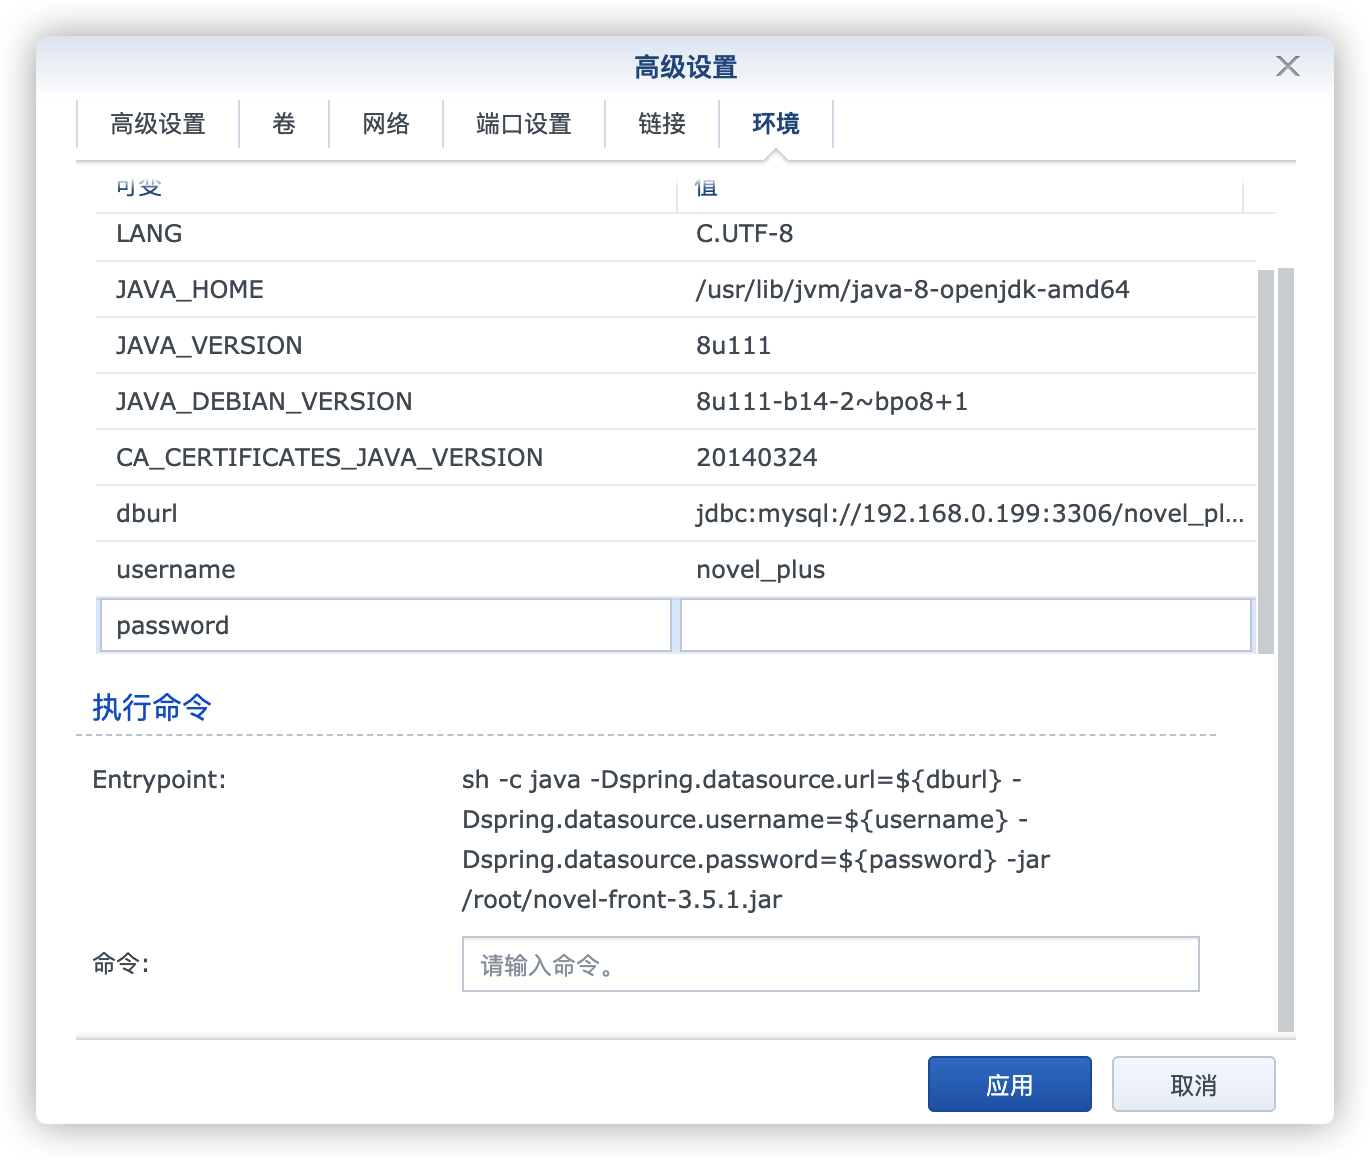 高级设置
高级设置 卷 网络 端口设置 链接 环境
可变 值
LANG C.UTF-8
JAVA_HOME /usr/lib/jvm/java-8-openjdk-amd64
JAVA_VERSION 8u111
JAVA_DEBIAN_VERSION 8u111-b14-2~bpo8+1
CA_CERTIFICATES_JAVA_VERSION 20140324
dburl jdbc:mysql://192.168.0.199:3306/novel_pl...
username novel_plus
password
执行命令
Entrypoint: sh -c java -Dspring.datasource.url=${dburl} -
Dspring.datasource.username=${username} -
Dspring.datasource.password=${password} -jar
/root/novel-front-3.5.1.jar
命令: 请输入命令。
应用 取消